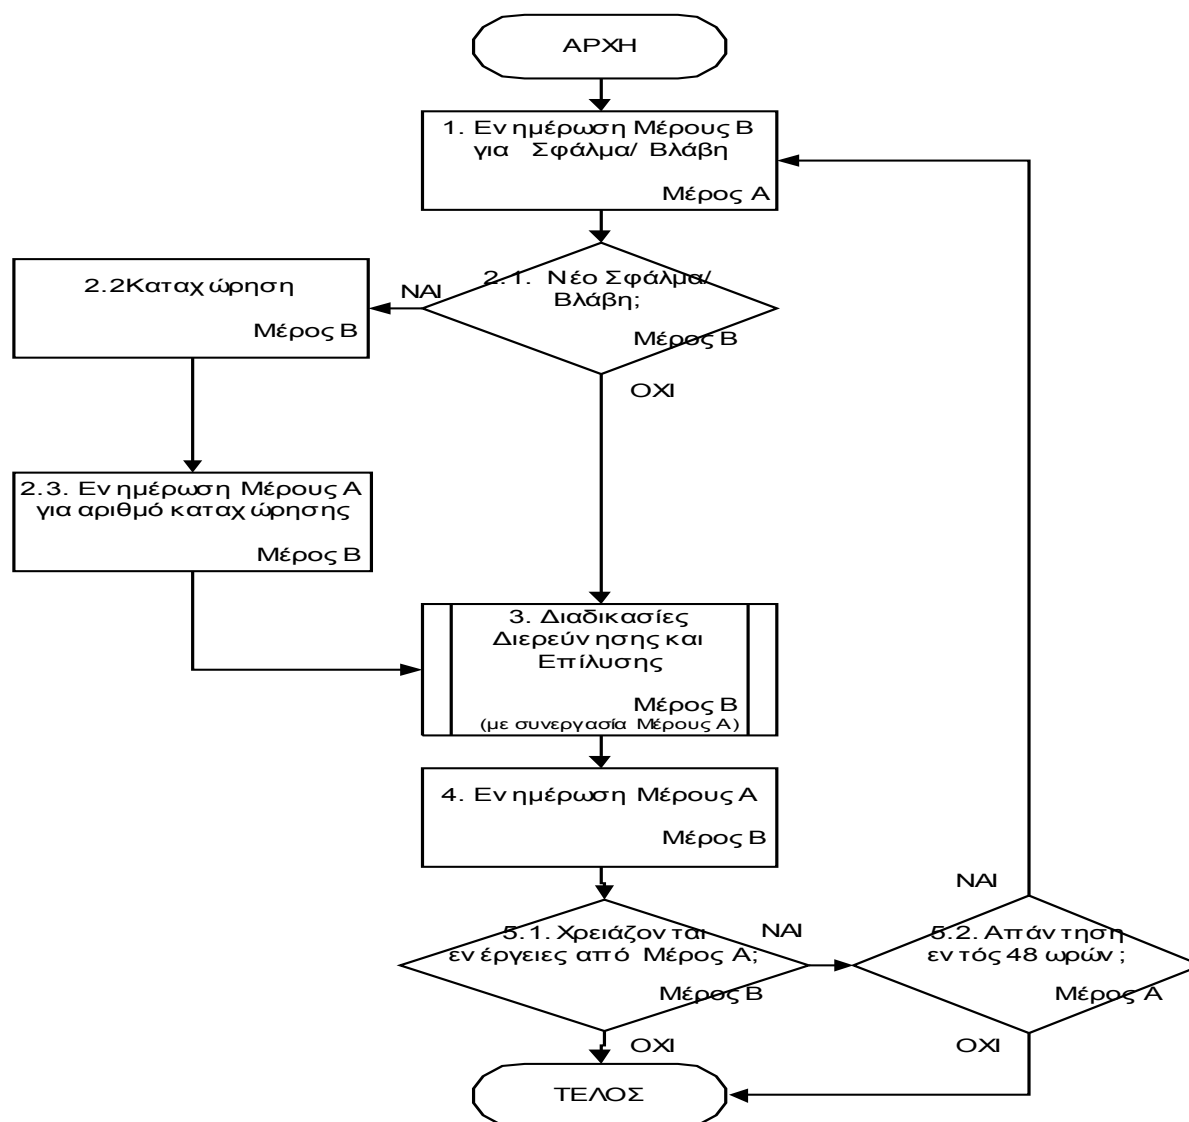 ΑΡΧΗ
1. Ενημέρωση Μέρους Β
για Σφάλμα/ Βλάβη
Μέρος Α
2.1. Νέο Σφάλμα/
Βλάβη;
Μέρος Β
ΝΑΙ
ΟΧΙ
2.2Καταχώρηση
Μέρος Β
2.3. Ενημέρωση Μέρους Α
για αριθμό καταχώρησης
Μέρος Β
3. Διαδικασίες
Διερεύνησης και
Επίλυσης
Μέρος Β
(με συνεργασία Μέρους Α)
4. Ενημέρωση Μέρους Α
Μέρος Β
5.1. Χρειάζονται
ενέργειες από Μέρος Α;
Μέρος Β
ΝΑΙ
ΟΧΙ
ΝΑΙ
5.2. Απάντηση
εντός 48 ωρών;
Μέρος Α
ΟΧΙ
ΤΕΛΟΣ